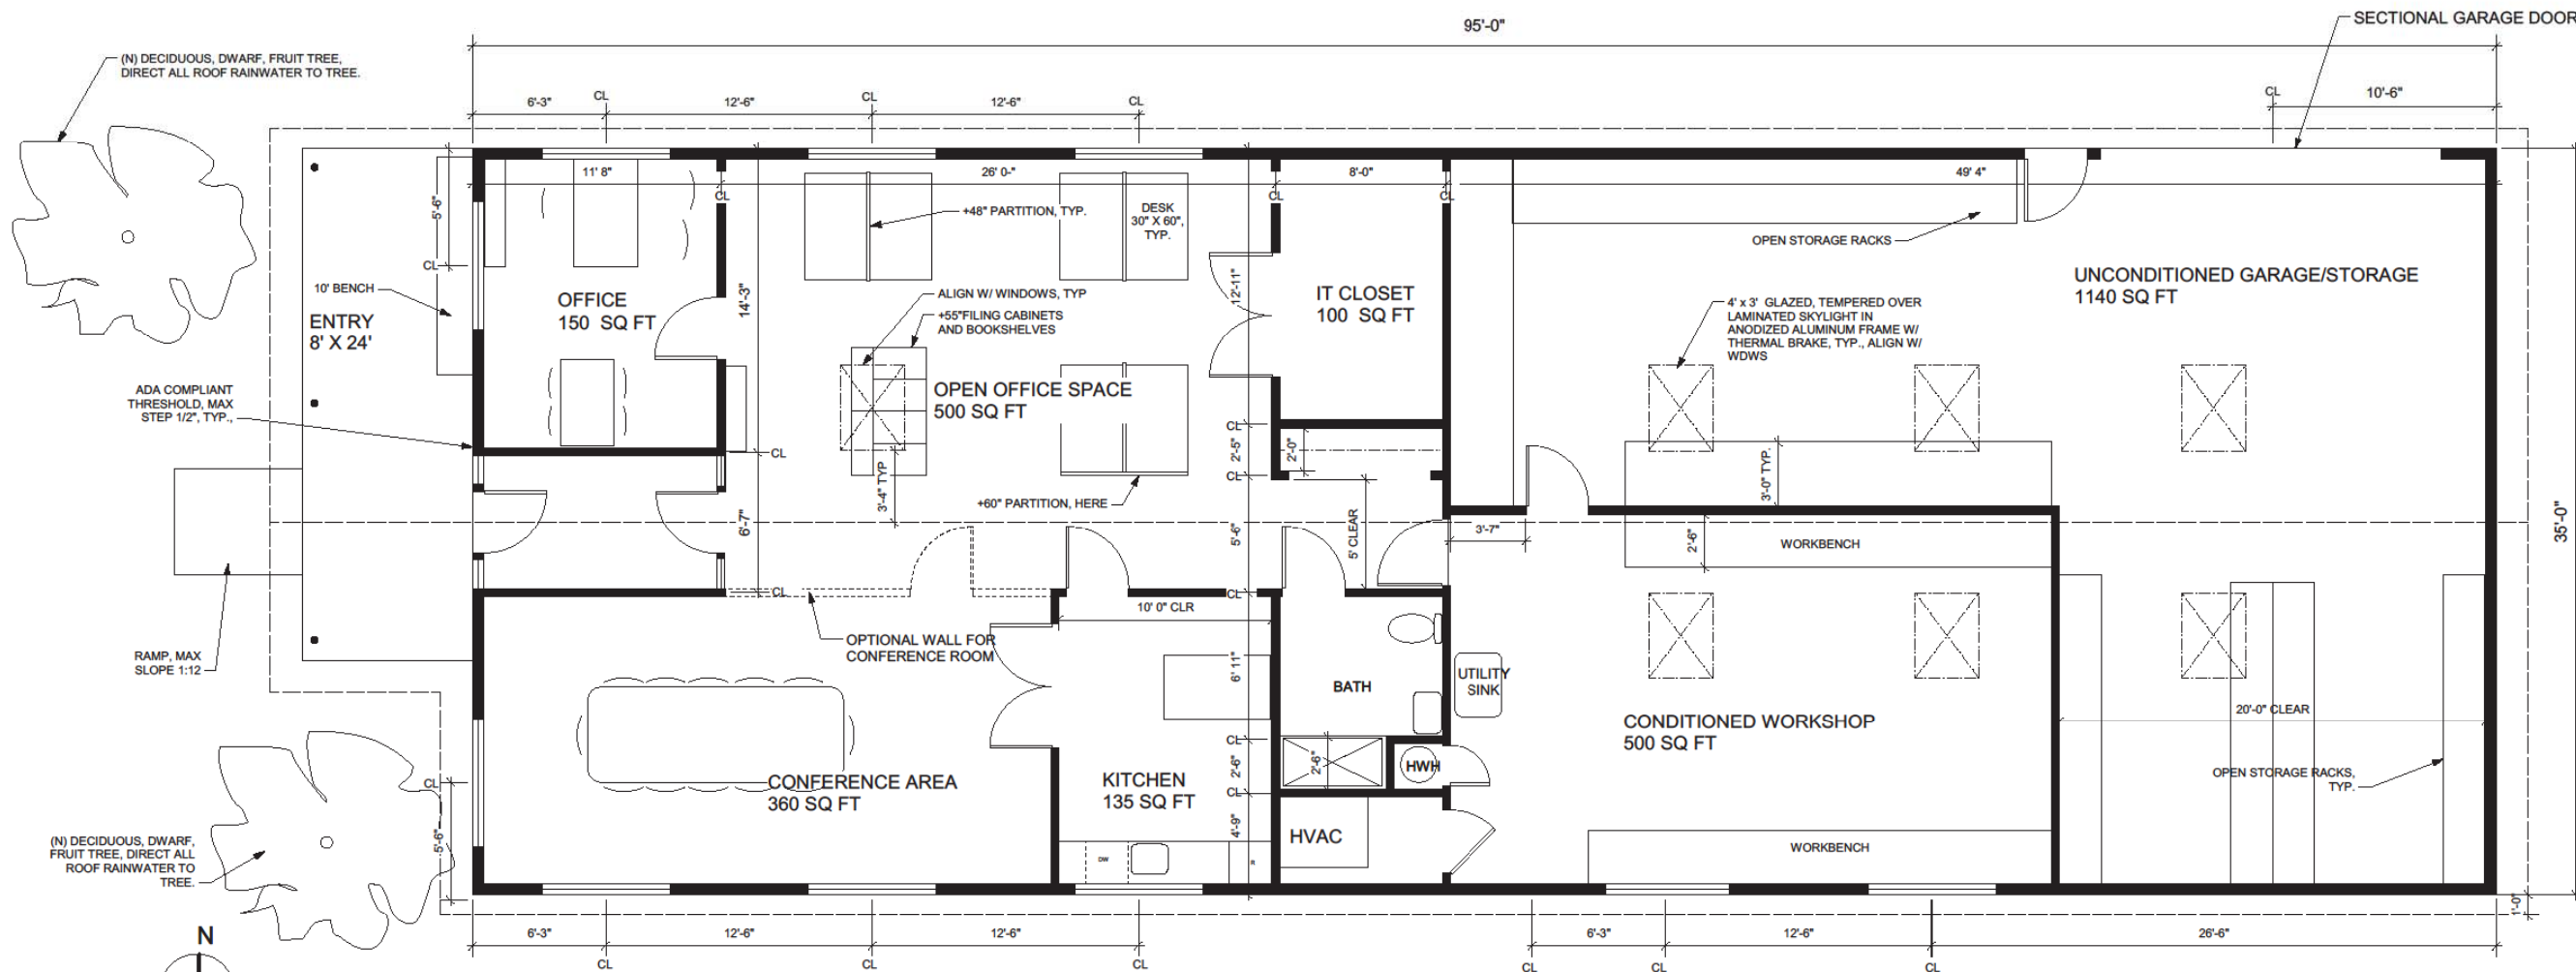 95'-0"
SECTIONAL GARAGE DOOR
(N) DECIDUOUS, DWARF, FRUIT TREE,
DIRECT ALL ROOF RAINWATER TO TREE.
6'-3"
CL
12'-6"
CL
12'-6"
CL
CL
10'-6"
11' 8"
26' 0-"
8'-0"
49' 4"
CL
CL
CL
5'-6"
CL
+48" PARTITION, TYP.
DESK
30" X 60",
TYP.
OPEN STORAGE RACKS
10' BENCH
ENTRY
8' X 24'
OFFICE
150 SQ FT
14'-3"
ALIGN W/ WINDOWS, TYP
+55"FILING CABINETS
AND BOOKSHELVES
12'-11"
IT CLOSET
100 SQ FT
UNCONDITIONED GARAGE/STORAGE
1140 SQ FT
4' x 3' GLAZED, TEMPERED OVER
LAMINATED SKYLIGHT IN
ANODIZED ALUMINUM FRAME W/
THERMAL BRAKE, TYP., ALIGN W/
WDWS
ADA COMPLIANT
THRESHOLD, MAX
STEP 1/2", TYP.,
OPEN OFFICE SPACE
500 SQ FT
CL
CL
2'-5"
2'-0"
CL
3'-4" TYP
+60" PARTITION, HERE
3'-0" TYP.
6'-7"
5'-6"
5' CLEAR
3'-7"
2'-6"
WORKBENCH
35'-0"
CL
CL
10' 0" CLR
OPTIONAL WALL FOR
CONFERENCE ROOM
RAMP, MAX
SLOPE 1:12
6' 11"
BATH
UTILITY
SINK
20'-0" CLEAR
CONDITIONED WORKSHOP
500 SQ FT
CL
2'-6"
2'-6"
HWH
CL
CONFERENCE AREA
360 SQ FT
KITCHEN
135 SQ FT
CL
OPEN STORAGE RACKS,
TYP.
5'-6"
4'-9"
HVAC
WORKBENCH
DW
R
(N) DECIDUOUS, DWARF,
FRUIT TREE, DIRECT ALL
ROOF RAINWATER TO
TREE.
1'-0"
N
6'-3"
12'-6"
12'-6"
6'-3"
12'-6"
26'-6"
CL
CL
CL
CL
CL
CL